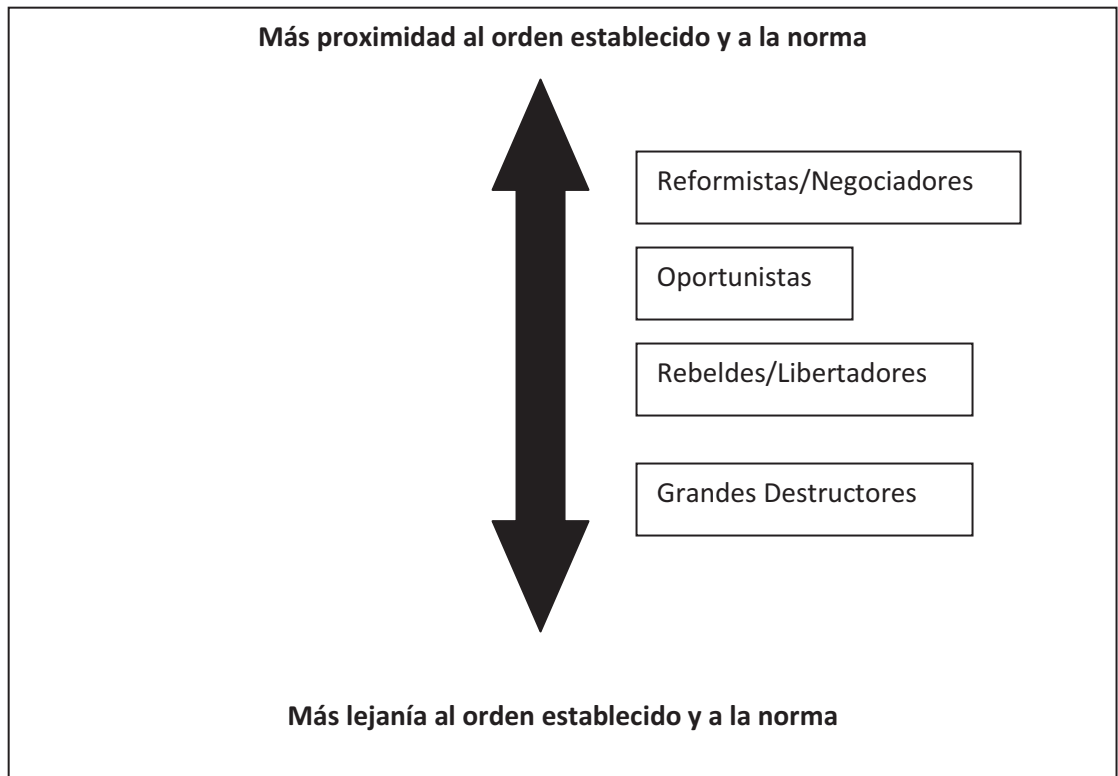 Más proximidad al orden establecido y a la norma
Reformistas/Negociadores
Oportunistas
Rebeldes/Libertadores
Grandes Destructores
Más lejanía al orden establecido y a la norma